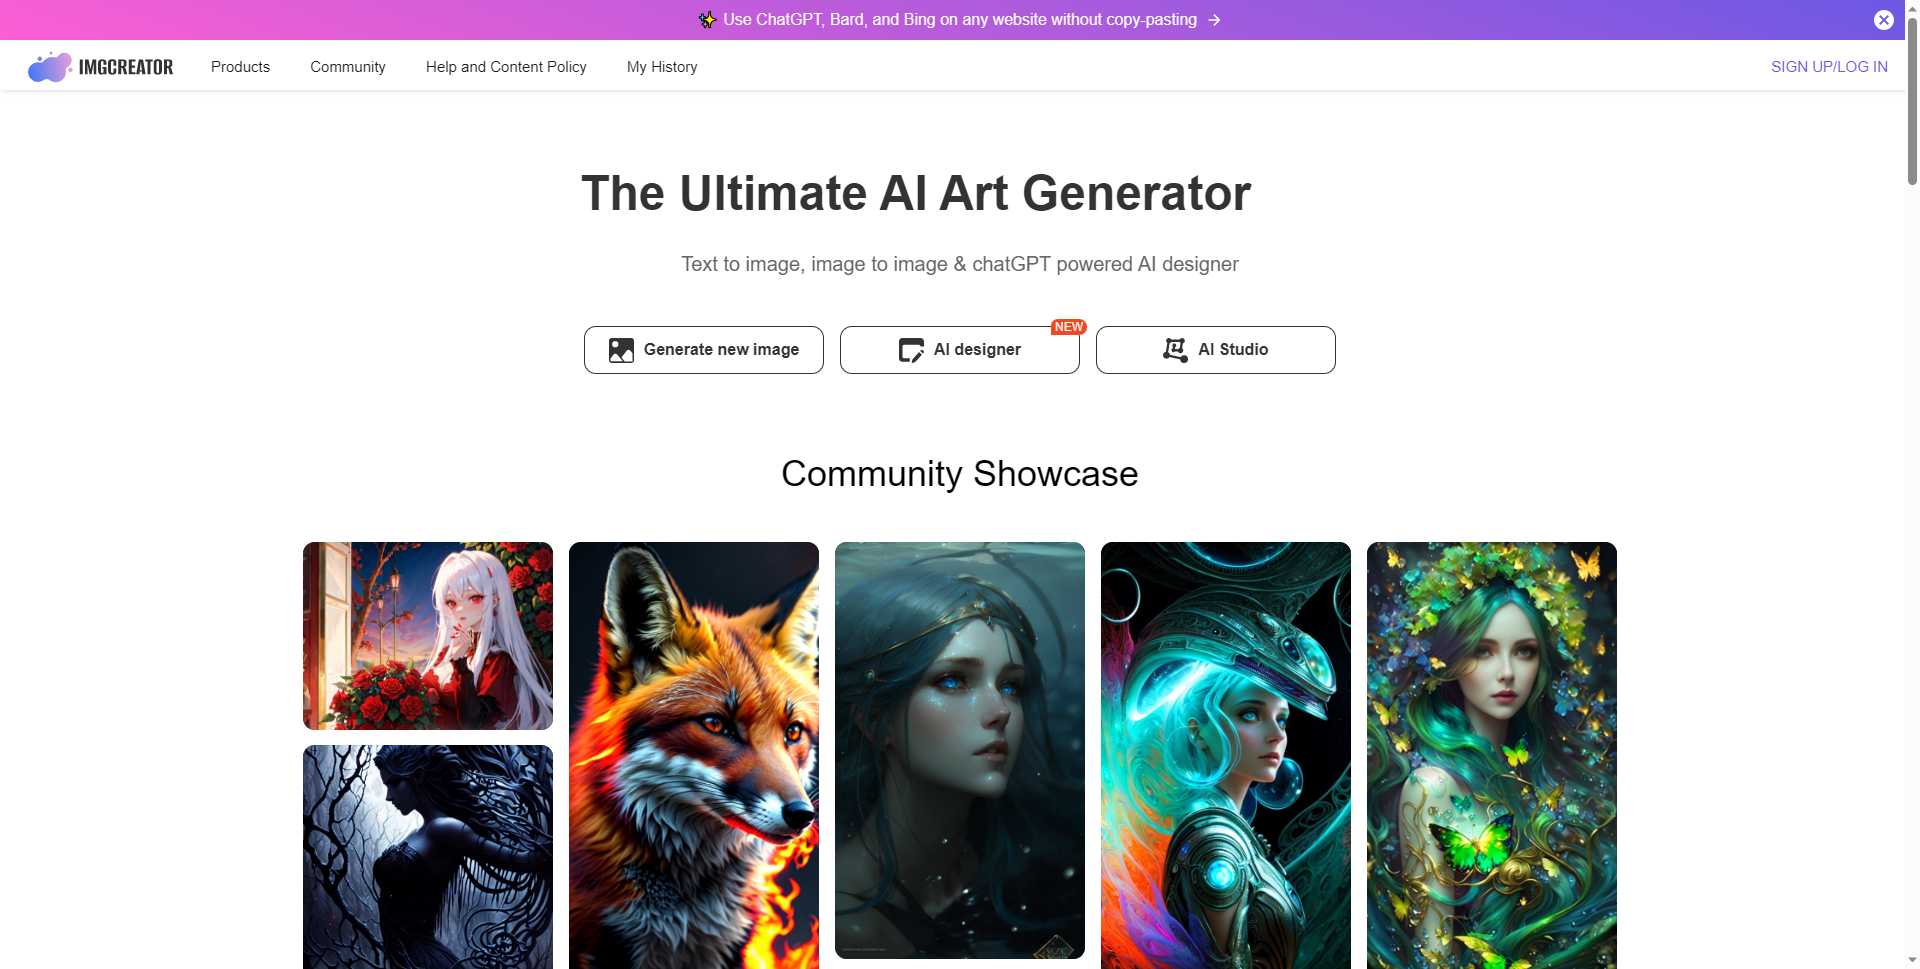 Use ChatGPT, Bard, and Bing on any website without copy-pasting
IMGCREATOR
Products
Community
Help and Content Policy
My History
SIGN UP/LOG IN
The Ultimate AI Art Generator
Text to image, image to image & chatGPT powered AI designer
Generate new image
AI designer
NEW
AI Studio
Community Showcase